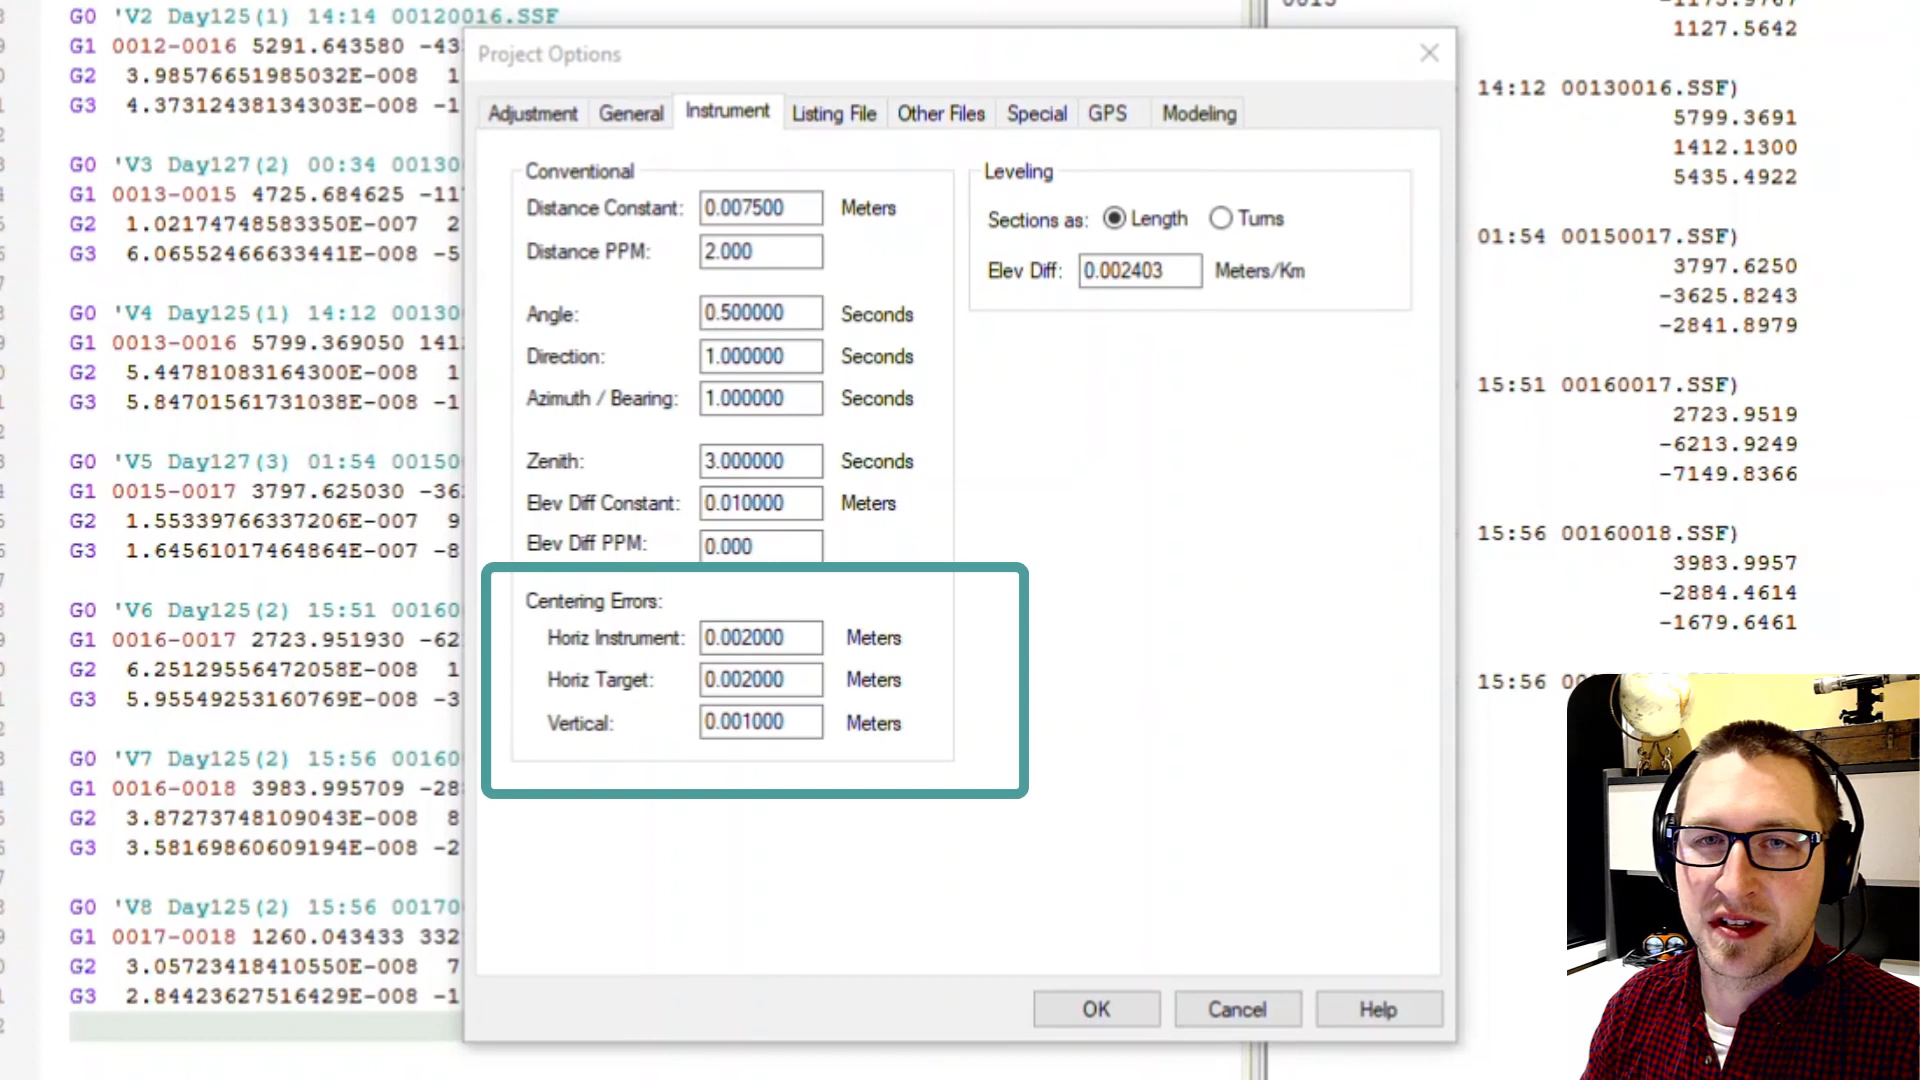 G0 'V2 Day125(1) 14:14 00120016.SSF
G1 0012-0016 5291.643580 -43
G2 3.98576651985032E-008 1
G3 4.37312438134303E-008 -1
G0 'V3 Day127(2) 00:34 00130
G1 0013-0015 4725.684625 -11
G2 1.02174748583350E-007 2
G3 6.06552466633441E-008 -5
G0 'V4 Day125(1) 14:12 00130
G1 0013-0016 5799.369050 141
G2 5.44781083164300E-008 1
G3 5.84701561731038E-008 -1
G0 'V5 Day127(3) 01:54 00150
G1 0015-0017 3797.625030 -36
G2 1.55339766337206E-007 9
G3 1.64561017464864E-007 -8
G0 'V6 Day125(2) 15:51 00160
G1 0016-0017 2723.951930 -62
G2 6.25129556472058E-008 1
G3 5.95549253160769E-008 -3
G0 'V7 Day125(2) 15:56 00160
G1 0016-0018 3983.995709 -28
G2 3.87273748109043E-008 8
G3 3.58169860609194E-008 -2
G0 'V8 Day125(2) 15:56 00170
G1 0017-0018 1260.043433 332
G2 3.05723418410550E-008 7
G3 2.84423627516429E-008 -1
Project Options
Adjustment General Instrument Listing File Other Files Special GPS Modeling
Conventional
Distance Constant: 0.007500 Meters
Distance PPM: 2.000
Angle: 0.500000 Seconds
Direction: 1.000000 Seconds
Azimuth / Bearing: 1.000000 Seconds
Zenith: 3.000000 Seconds
Elev Diff Constant: 0.010000 Meters
Elev Diff PPM: 0.000
Centering Errors:
Horiz Instrument: 0.002000 Meters
Horiz Target: 0.002000 Meters
Vertical: 0.001000 Meters
Leveling
Sections as: Length Turns
Elev Diff: 0.002403 Meters/Km
OK Cancel Help
1127.5642
14:12 00130016.SSF)
5799.3691
1412.1300
5435.4922
01:54 00150017.SSF)
3797.6250
-3625.8243
-2841.8979
15:51 00160017.SSF)
2723.9519
-6213.9249
-7149.8366
15:56 00160018.SSF)
3983.9957
-2884.4614
-1679.6461
15:56